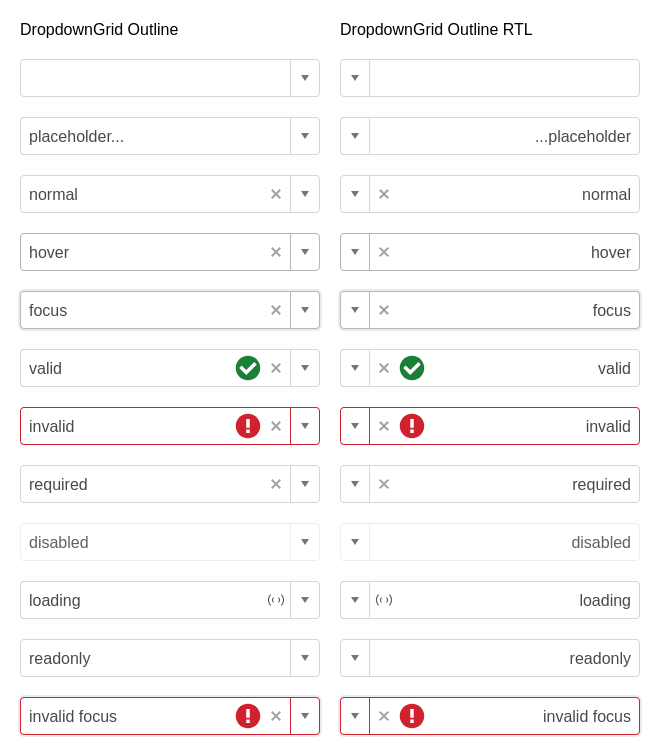 DropdownGrid Outline
DropdownGrid Outline RTL
placeholder...
...placeholder
normal
normal
hover
hover
focus
focus
valid
valid
invalid
invalid
required
required
disabled
disabled
loading
loading
readonly
readonly
invalid focus
invalid focus